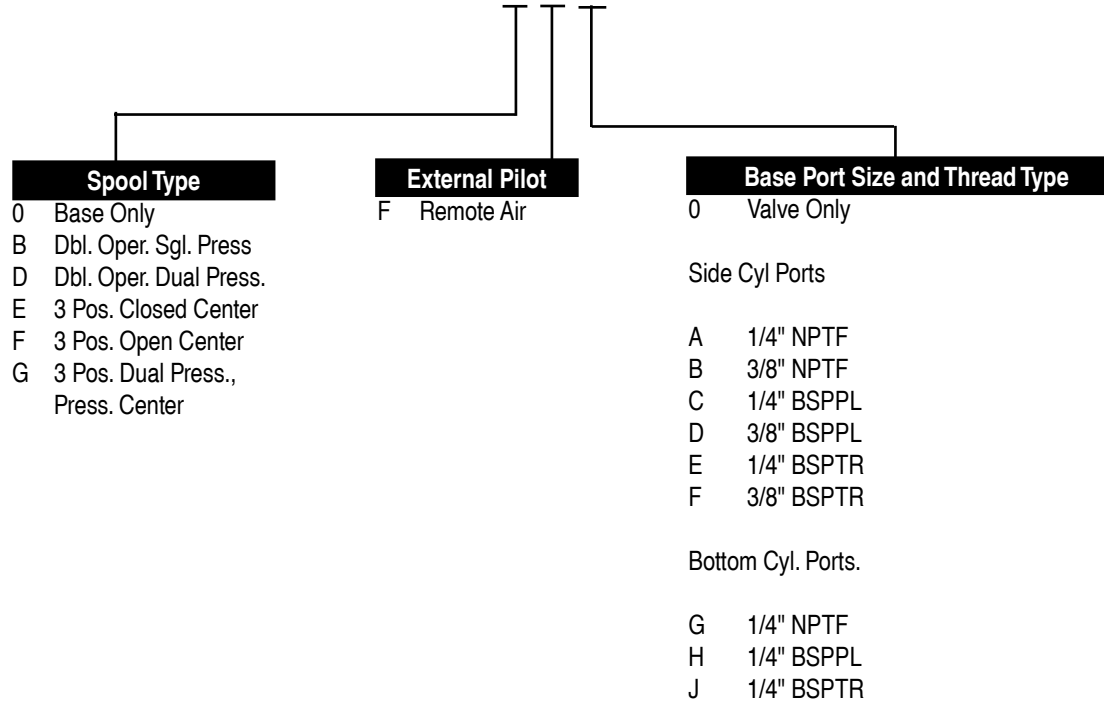 Spool Type
0 Base Only
B Dbl. Oper. Sgl. Press
D Dbl. Oper. Dual Press.
E 3 Pos. Closed Center
F 3 Pos. Open Center
G 3 Pos. Dual Press.,
Press. Center
External Pilot
F Remote Air
Base Port Size and Thread Type
0 Valve Only
Side Cyl Ports
A 1/4" NPTF
B 3/8" NPTF
C 1/4" BSPPL
D 3/8" BSPPL
E 1/4" BSPTR
F 3/8" BSPTR
Bottom Cyl. Ports.
G 1/4" NPTF
H 1/4" BSPPL
J 1/4" BSPTR